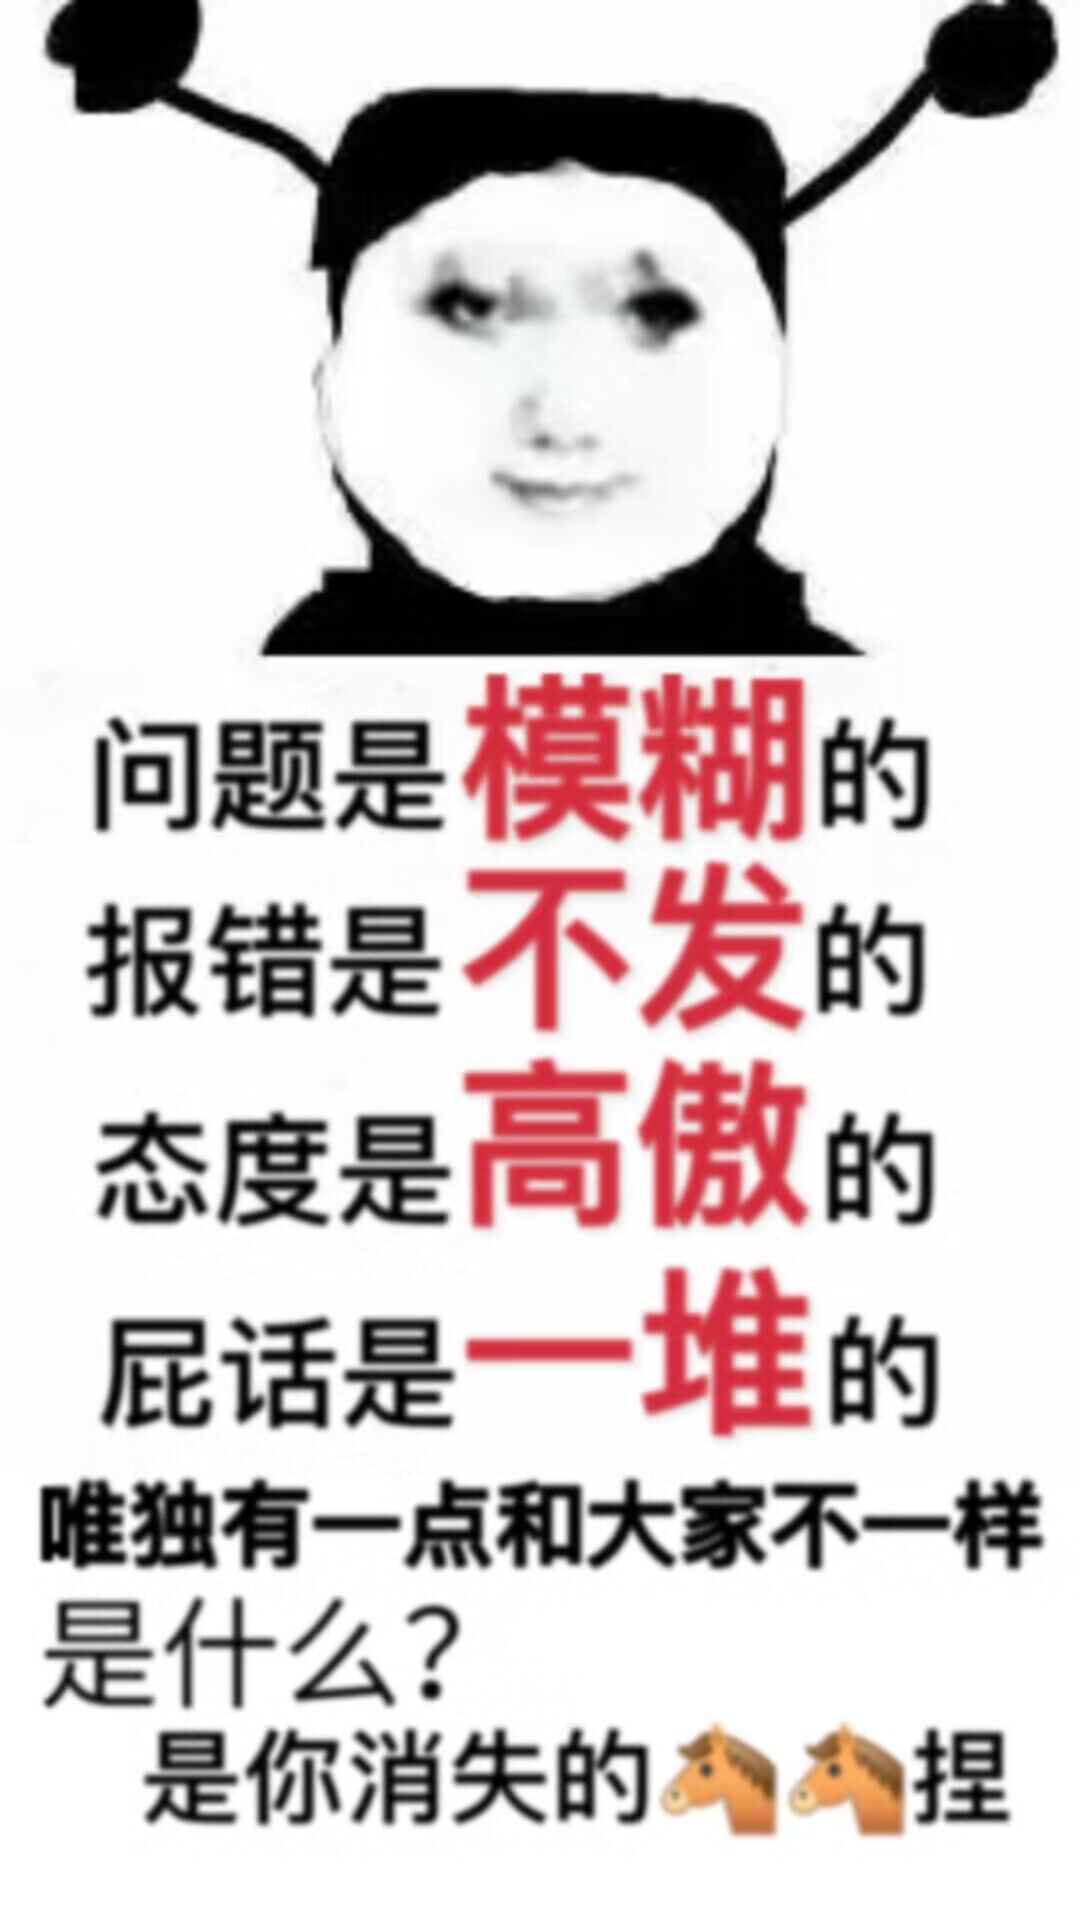 问题是模糊的
报错是不发的
态度是高傲的
屁话是一堆的
唯独有一点和大家不一样
是什么？
是你消失的🐴🐴捏